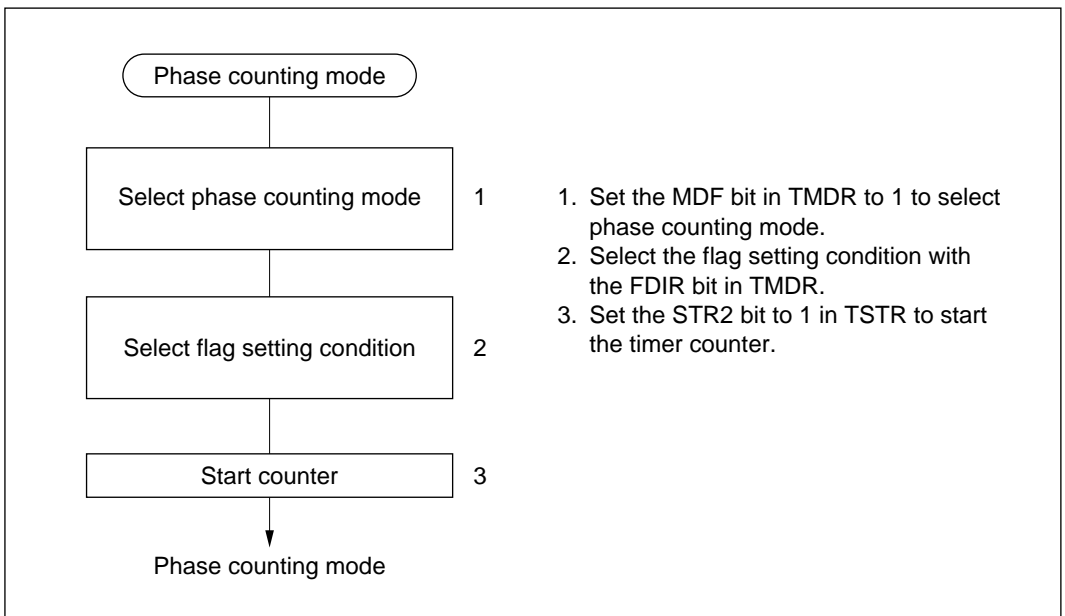 Phase counting mode
Select phase counting mode 1
Select flag setting condition 2
Start counter 3
Phase counting mode
1. Set the MDF bit in TMDR to 1 to select
phase counting mode.
2. Select the flag setting condition with
the FDIR bit in TMDR.
3. Set the STR2 bit to 1 in TSTR to start
the timer counter.